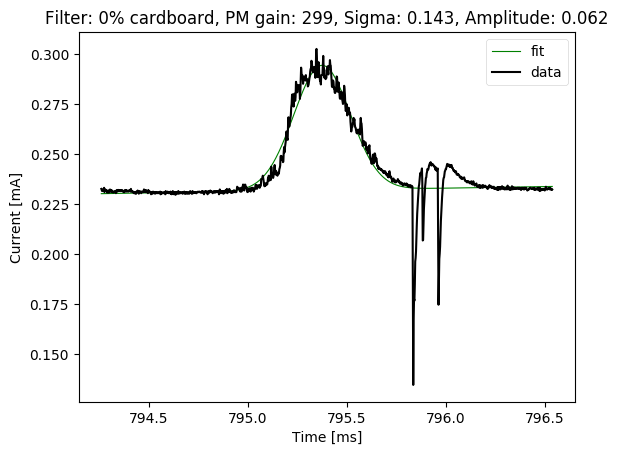 Filter: 0% cardboard, PM gain: 299, Sigma: 0.143, Amplitude: 0.062
fit
data
0.300
0.275
0.250
0.225
0.200
0.175
0.150
Current [mA]
794.5 795.0 795.5 796.0 796.5
Time [ms]